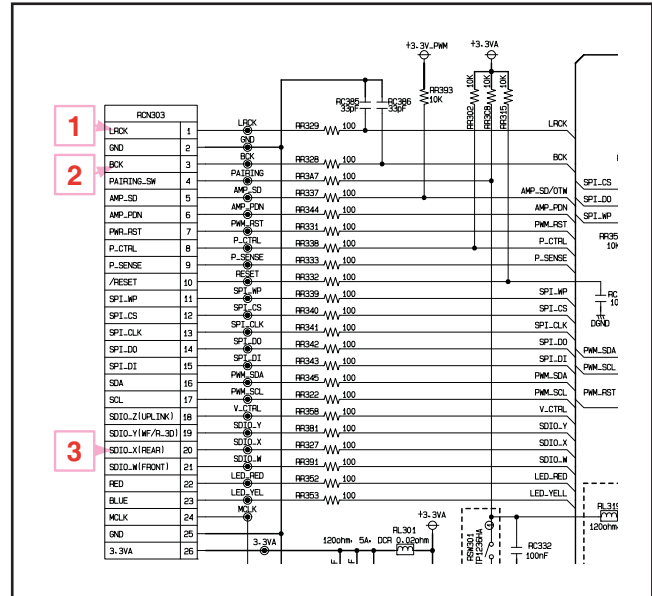 +3.3V_PWM
+3.3VA
RR393
10K
10K
RR302
10K
RR3C8
10K
RR315
RC385
33pF
RC386
33pF
RCN303
1
2
3
LRCK 1 LRCK RR329 100 LRCK
GND 2 GND
BCK 3 BCK RR328 100 BCK
PAIRING_SW 4 PAIRING RR3A7 100
AMP_SD 5 AMP_SD RR337 100 AMP_SD/OTW
AMP_PDN 6 AMP_PDN RR344 100 AMP_PDN
PWR_RST 7 PWM_RST RR331 100 PWM_RST
P_CTRL 8 P_CTRL RR338 100 P_CTRL
P_SENSE 9 P_SENSE RR333 100 P_SENSE
/RESET 10 RESET RR332 100
SPI_WP 11 SPI_WP RR339 100 SPI_WP
SPI_CS 12 SPI_CS RR340 100 SPI_CS
SPI_CLK 13 SPI_CLK RR341 100 SPI_CLK
SPI_DO 14 SPI_DO RR342 100 SPI_DO
SPI_DI 15 SPI_DI RR343 100 SPI_DI
SDA 16 PWM_SDA RR345 100 PWM_SDA
SCL 17 PWM_SCL RR322 100 PWM_SCL
SDIO_Z(UPLINK) 18 V_CTRL RR358 100 V_CTRL
SDIO_Y(WF/R_3D) 19 SDIO_Y RR381 100 SDIO_Y
SDIO_X(REAR) 20 SDIO_X RR327 100 SDIO_X
SDIO_W(FRONT) 21 SDIO_W RR391 100 SDIO_W
RED 22 LED_RED RR352 100 LED_RED
BLUE 23 LED_YEL RR353 100 LED_YELL
MCLK 24 MCLK
GND 25
3.3VA 26 3.3VA
SPI_CS
SPI_DO
SPI_WP
RR35
10K
RC
10
DGND
PWM_SDA
PWM_SCL
PWM_RST
+3.3VA
RL301
120ohm, 5A, DCR 0.02ohm
RSW301
TP1236HA
RC332
100nF
RL319
120ohm